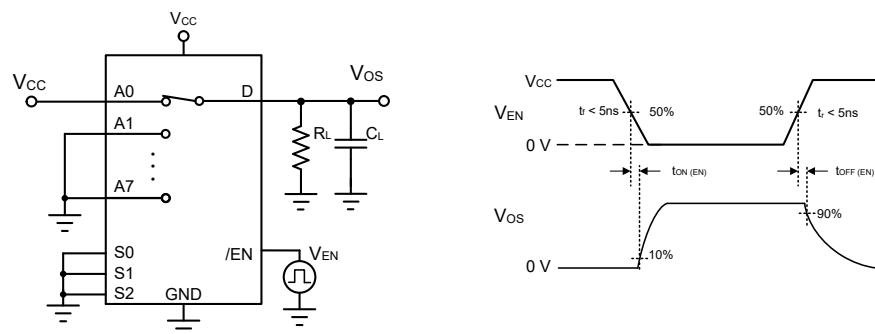 VCC
VCC
A0
D
VOS
A1
RL
CL
A7
S0
S1
S2
/EN
VEN
GND
VCC
VEN
0 V
tf < 5ns
50%
50%
tr < 5ns
tON (EN)
tOFF (EN)
VOS
0 V
10%
90%